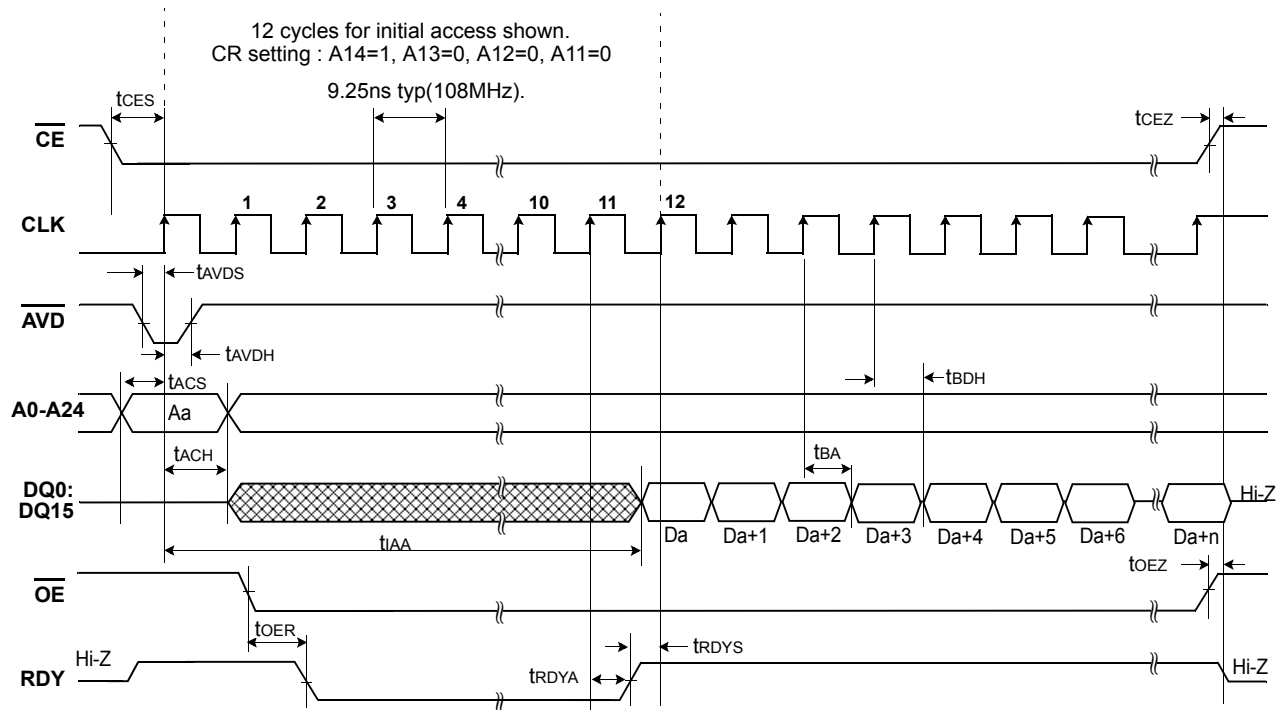 12 cycles for initial access shown.
CR setting : A14=1, A13=0, A12=0, A11=0
9.25ns typ(108MHz).
tCES
tCEZ
CE
1 2 3 4 10 11 12
CLK
tAVDS
AVD
tAVDH
tACS
tBDH
A0-A24
Aa
tACH
tBA
DQ0:
DQ15
Hi-Z
Da Da+1 Da+2 Da+3 Da+4 Da+5 Da+6 Da+n
tIAA
tOEZ
OE
tOER
tRDYS
Hi-Z
RDY
tRDYA
Hi-Z